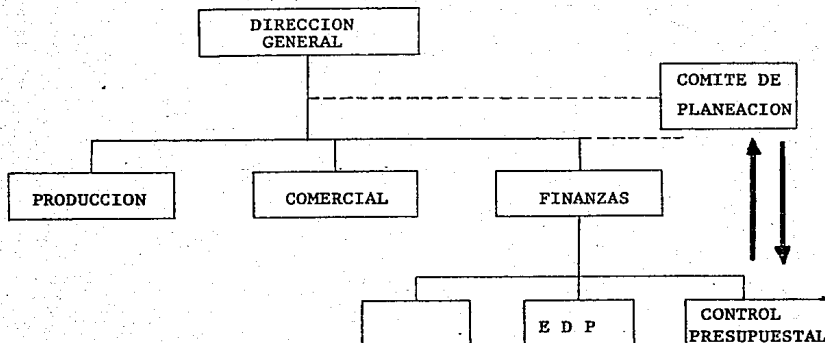 DIRECCION
GENERAL
COMITE DE
PLANEACION
PRODUCCION
COMERCIAL
FINANZAS
E D P
CONTROL
PRESUPUESTAL